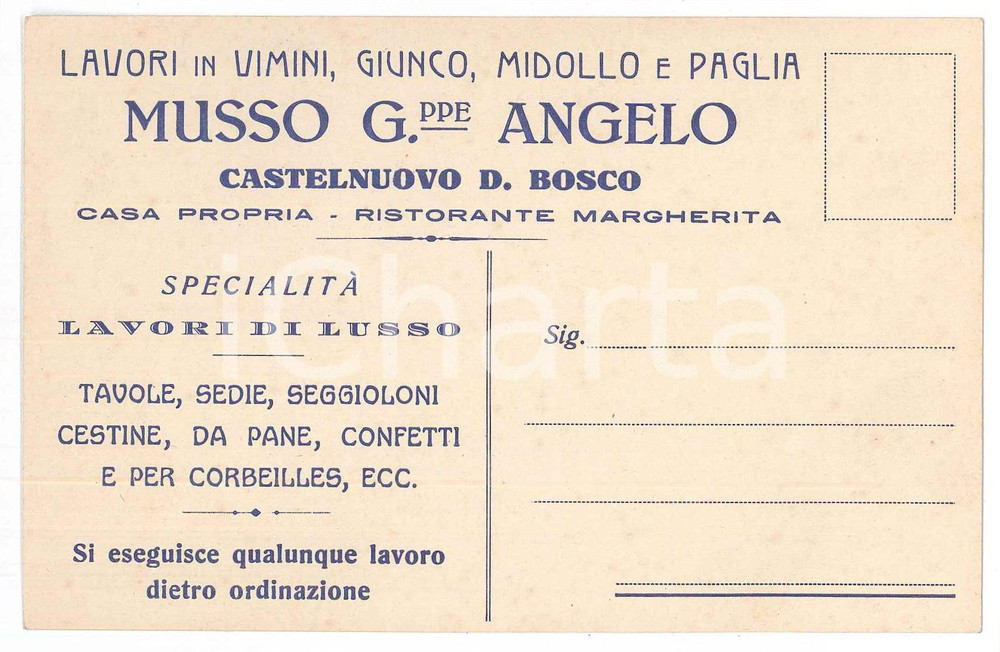 LAVORI IN VIMINI, GIUNCO, MIDOLLO E PAGLIA
MUSSO G.PPE ANGELO
CASTELNUOVO D. BOSCO
CASA PROPRIA - RISTORANTE MARGHERITA
SPECIALITÀ
LAVORI DI LUSSO
TAVOLE, SEDIE, SEGGIOLONI
CESTINE, DA PANE, CONFETTI
E PER CORBEILLES, ECC.
Si eseguisce qualunque lavoro
dietro ordinazione
Sig.
iCharta